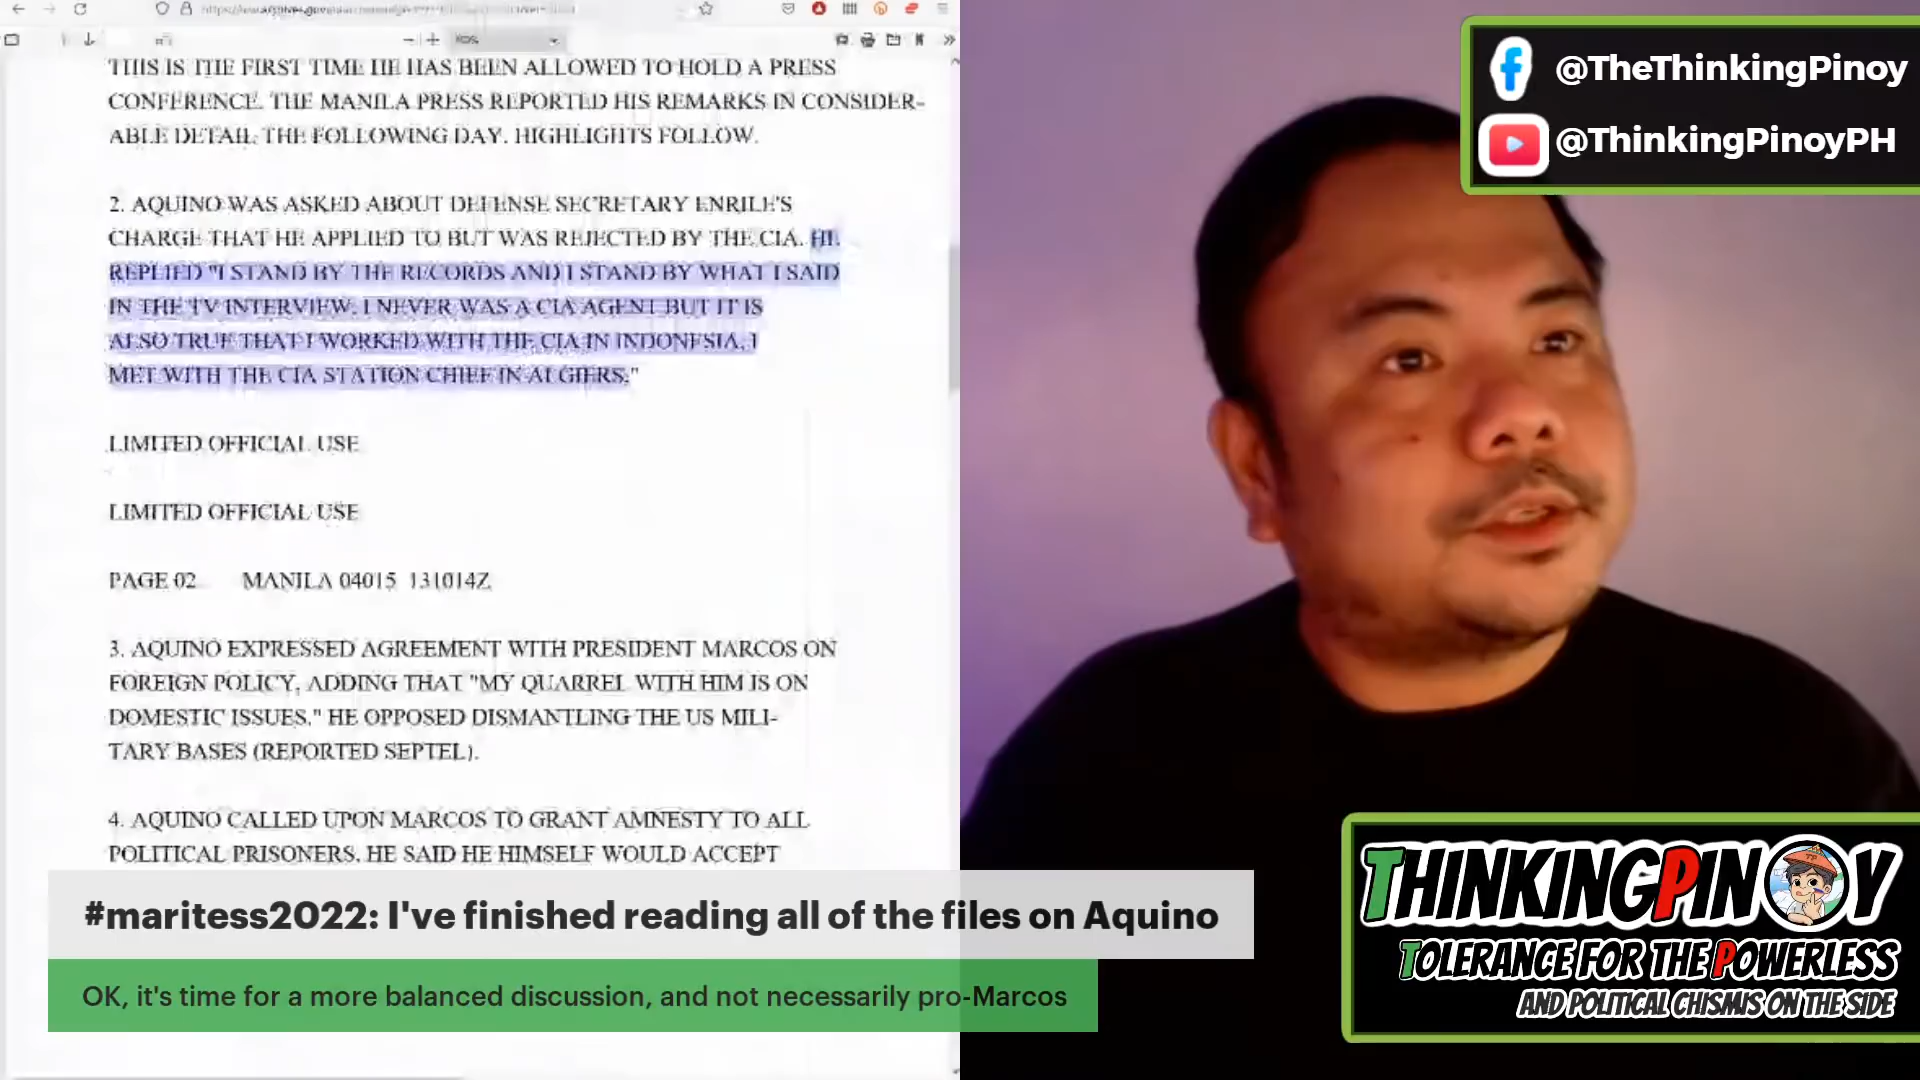 THIS IS THE FIRST TIME HE HAS BEEN ALLOWED TO HOLD A PRESS
CONFERENCE. THE MANILA PRESS REPORTED HIS REMARKS IN CONSIDER-
ABLE DETAIL THE FOLLOWING DAY. HIGHLIGHTS FOLLOW.
2. AQUINO WAS ASKED ABOUT DEFENSE SECRETARY ENRILE'S
CHARGE THAT HE APPLIED TO BUT WAS REJECTED BY THE CIA. HE
REPLIED "I STAND BY THE RECORDS AND I STAND BY WHAT I SAID
IN THE TV INTERVIEW. I NEVER WAS A CIA AGENT BUT IT IS
ALSO TRUE THAT I WORKED WITH THE CIA IN INDONESIA. I
MET WITH THE CIA STATION CHIEF IN ALGIERS."
LIMITED OFFICIAL USE
LIMITED OFFICIAL USE
PAGE 02 MANILA 04015 131014Z
3. AQUINO EXPRESSED AGREEMENT WITH PRESIDENT MARCOS ON
FOREIGN POLICY, ADDING THAT "MY QUARREL WITH HIM IS ON
DOMESTIC ISSUES." HE OPPOSED DISMANTLING THE US MILI-
TARY BASES (REPORTED SEPTEL).
4. AQUINO CALLED UPON MARCOS TO GRANT AMNESTY TO ALL
POLITICAL PRISONERS. HE SAID HE HIMSELF WOULD ACCEPT
#maritess2022: I've finished reading all of the files on Aquino
OK, it's time for a more balanced discussion, and not necessarily pro-Marcos
@TheThinkingPinoy
@ThinkingPinoyPH
THINKINGPINOY
TOLERANCE FOR THE POWERLESS
AND POLITICAL CHISMIS ON THE SIDE